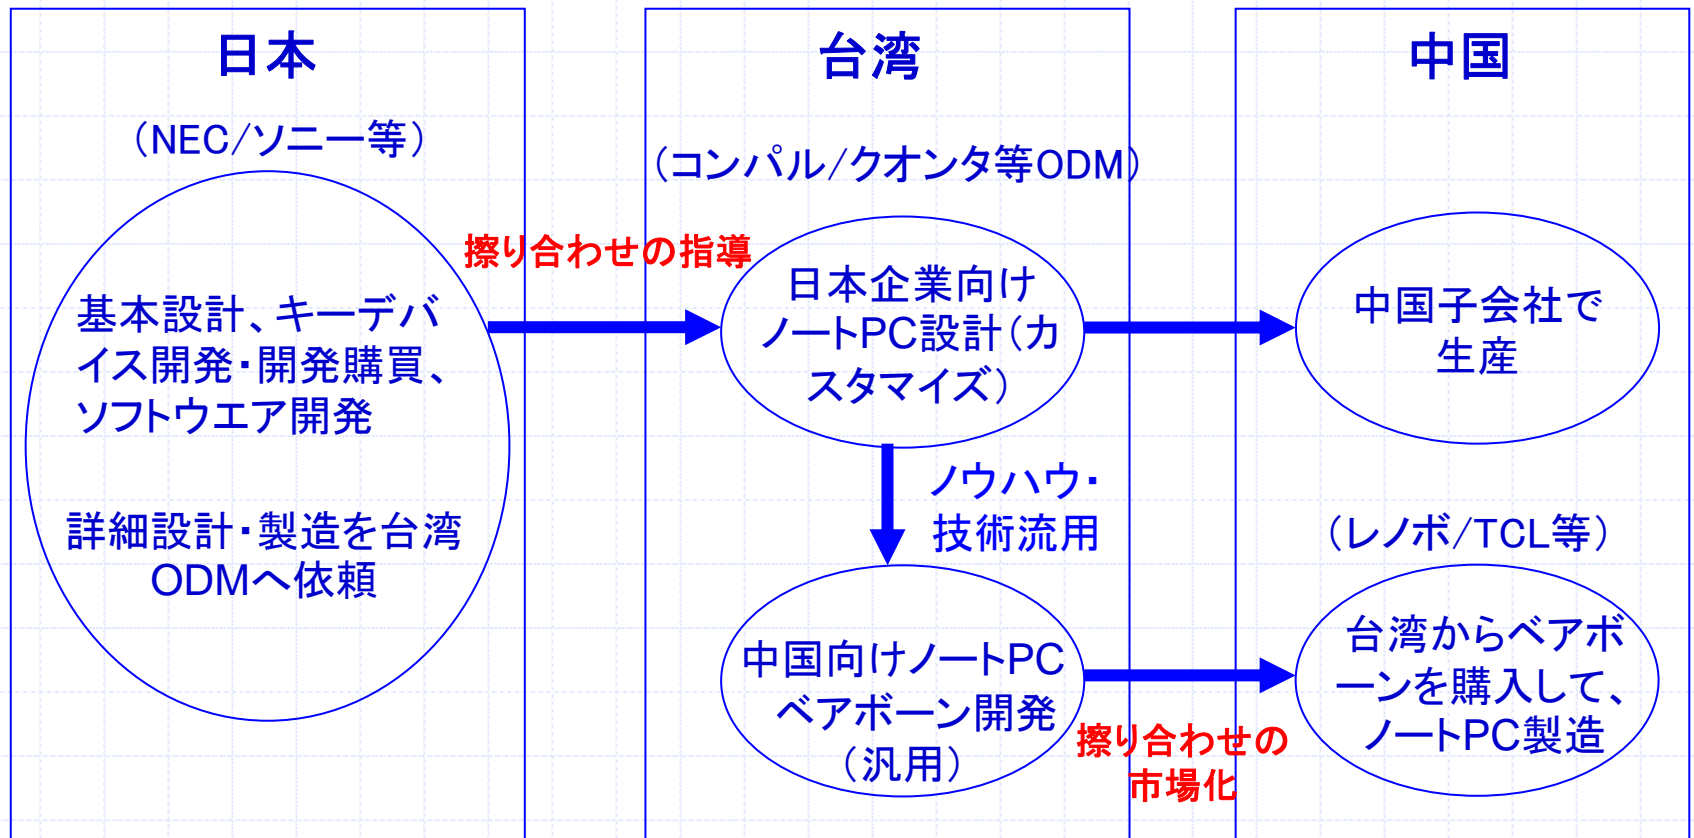 日本
（NEC/ソニー等）
基本設計、キーデバ
イス開発・開発購買、
ソフトウエア開発
詳細設計・製造を台湾
ODMへ依頼
擦り合わせの指導
台湾
（コンパル/クオンタ等ODM）
日本企業向け
ノートPC設計（カ
スタマイズ）
ノウハウ・
技術流用
中国向けノートPC
ベアボーン開発
（汎用）
擦り合わせの
市場化
中国
中国子会社で
生産
（レノボ/TCL等）
台湾からベアボ
ーンを購入して、
ノートPC製造